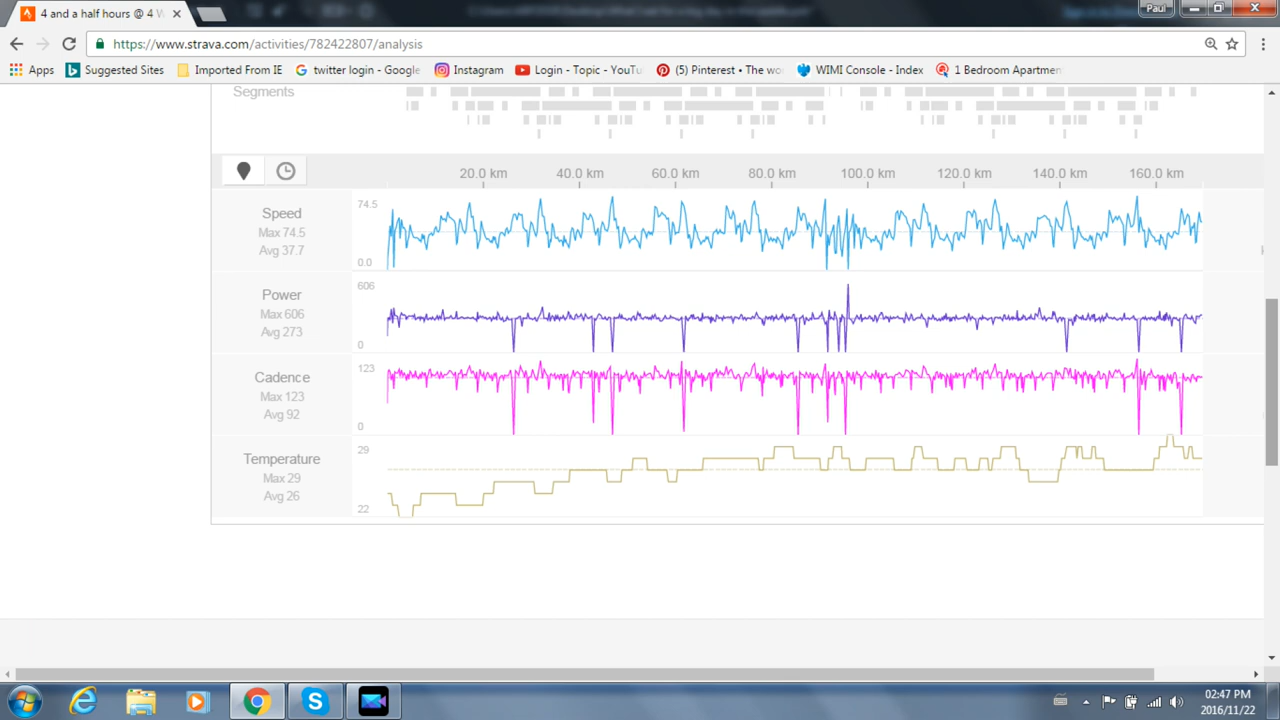 4 and a half hours @ 4 W
Paul
https://www.strava.com/activities/782422807/analysis
Apps
Suggested Sites
Imported From IE
twitter login - Google
Instagram
Login - Topic - YouTu
(5) Pinterest • The wo
WIMI Console - Index
1 Bedroom Apartmen
Segments
20.0 km 40.0 km 60.0 km 80.0 km 100.0 km 120.0 km 140.0 km 160.0 km
Speed
Max 74.5
Avg 37.7
74.5
0.0
Power
Max 606
Avg 273
606
0
Cadence
Max 123
Avg 92
123
0
Temperature
Max 29
Avg 26
29
22
02:47 PM
2016/11/22